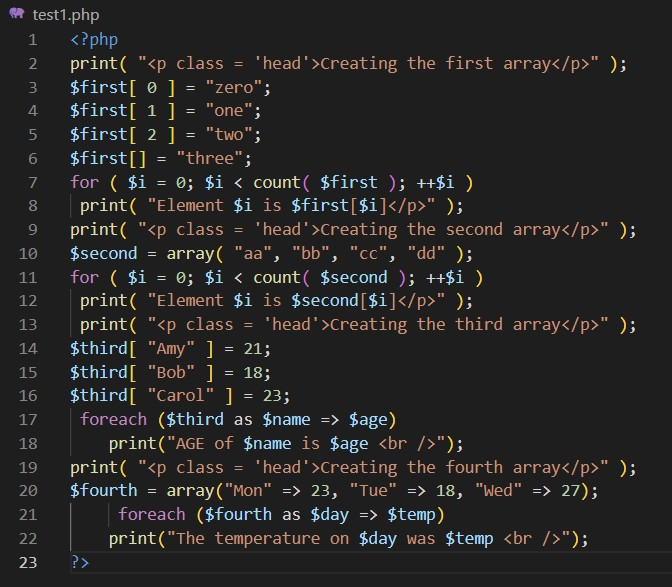 test1.php
1 <?php
2 print( "<p class = 'head'>Creating the first array</p>" );
3 $first[ 0 ] = "zero";
4 $first[ 1 ] = "one";
5 $first[ 2 ] = "two";
6 $first[] = "three";
7 for ( $i = 0; $i < count( $first ); ++$i )
8  print( "Element $i is $first[$i]</p>" );
9 print( "<p class = 'head'>Creating the second array</p>" );
10 $second = array( "aa", "bb", "cc", "dd" );
11 for ( $i = 0; $i < count( $second ); ++$i )
12  print( "Element $i is $second[$i]</p>" );
13  print( "<p class = 'head'>Creating the third array</p>" );
14 $third[ "Amy" ] = 21;
15 $third[ "Bob" ] = 18;
16 $third[ "Carol" ] = 23;
17  foreach ($third as $name => $age)
18     print("AGE of $name is $age <br />");
19 print( "<p class = 'head'>Creating the fourth array</p>" );
20 $fourth = array("Mon" => 23, "Tue" => 18, "Wed" => 27);
21      foreach ($fourth as $day => $temp)
22     print("The temperature on $day was $temp <br />");
23 ?>